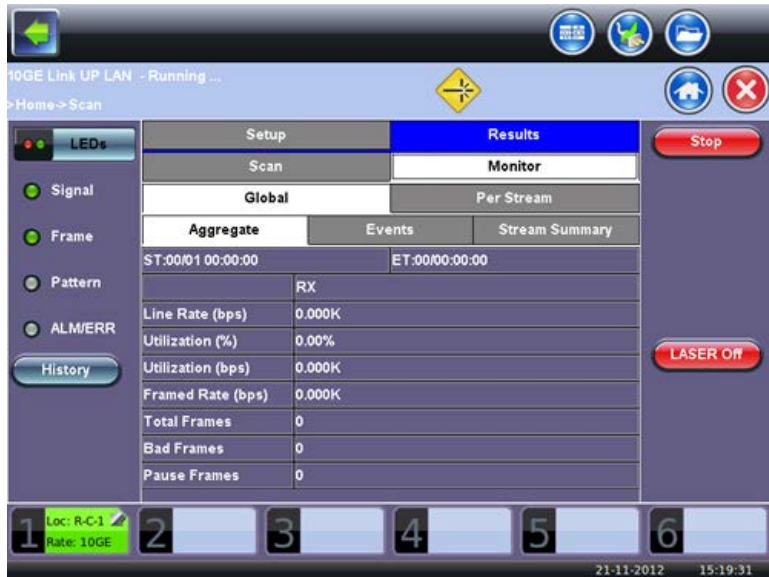 10GE Link UP LAN - Running ...
>Home->Scan
LEDs
Signal
Frame
Pattern
ALM/ERR
History
Setup Results
Scan Monitor
Global Per Stream
Aggregate Events Stream Summary
ST:00/01 00:00:00 ET:00/00:00:00
RX
Line Rate (bps) 0.000K
Utilization (%) 0.00%
Utilization (bps) 0.000K
Framed Rate (bps) 0.000K
Total Frames 0
Bad Frames 0
Pause Frames 0
Stop
LASER Off
1 Loc: R-C-1
Rate: 10GE
2 3 4 5 6
21-11-2012 15:19:31